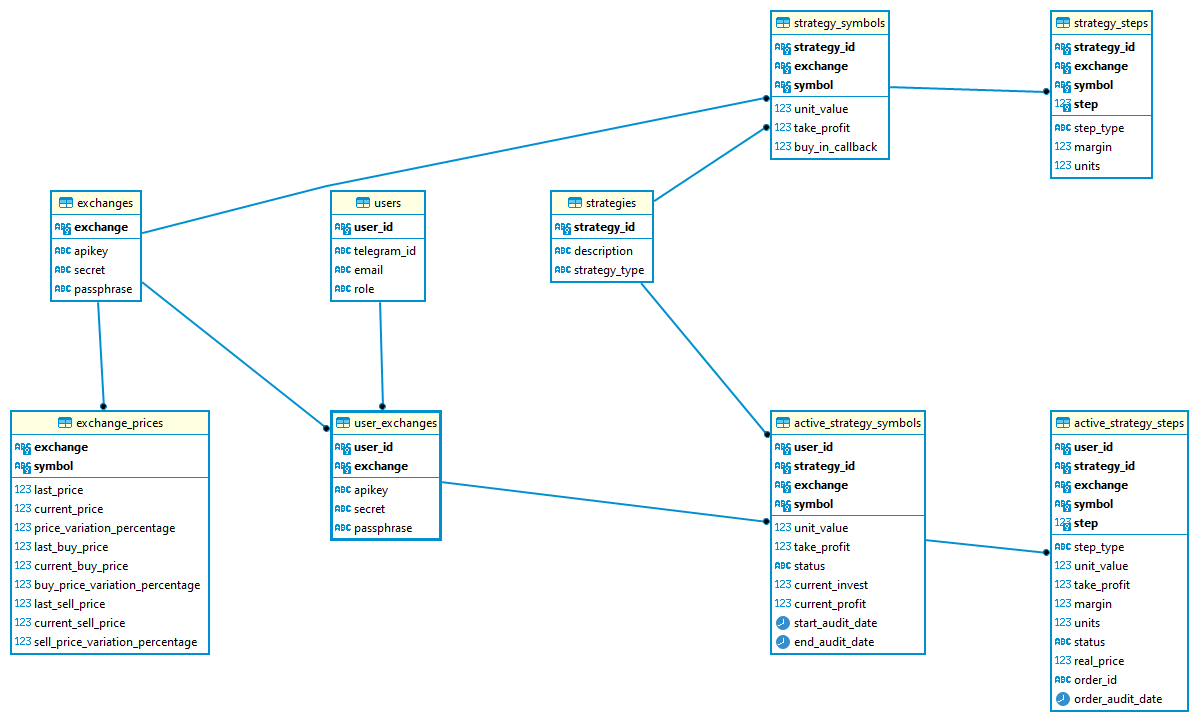 strategy_symbols
ABC strategy_id
ABC exchange
ABC symbol
123 unit_value
123 take_profit
123 buy_in_callback
strategy_steps
ABC strategy_id
ABC exchange
ABC symbol
123 step
ABC step_type
123 margin
123 units
exchanges
ABC exchange
ABC apikey
ABC secret
ABC passphrase
users
ABC user_id
ABC telegram_id
ABC email
ABC role
strategies
ABC strategy_id
ABC description
ABC strategy_type
exchange_prices
ABC exchange
ABC symbol
123 last_price
123 current_price
123 price_variation_percentage
123 last_buy_price
123 current_buy_price
123 buy_price_variation_percentage
123 last_sell_price
123 current_sell_price
123 sell_price_variation_percentage
user_exchanges
ABC user_id
ABC exchange
ABC apikey
ABC secret
ABC passphrase
active_strategy_symbols
ABC user_id
ABC strategy_id
ABC exchange
ABC symbol
123 unit_value
123 take_profit
ABC status
123 current_invest
123 current_profit
start_audit_date
end_audit_date
active_strategy_steps
ABC user_id
ABC strategy_id
ABC exchange
ABC symbol
123 step
ABC step_type
123 unit_value
123 take_profit
123 margin
123 units
ABC status
123 real_price
ABC order_id
order_audit_date